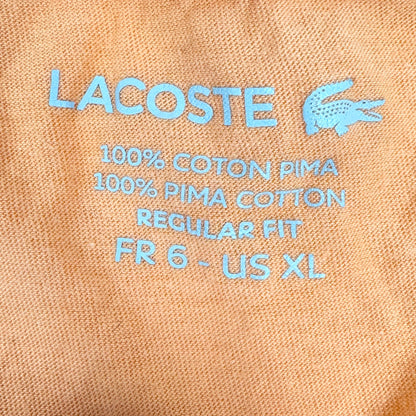 LACOSTE
100% COTON PIMA
100% PIMA COTTON
REGULAR FIT
FR 6 - US XL